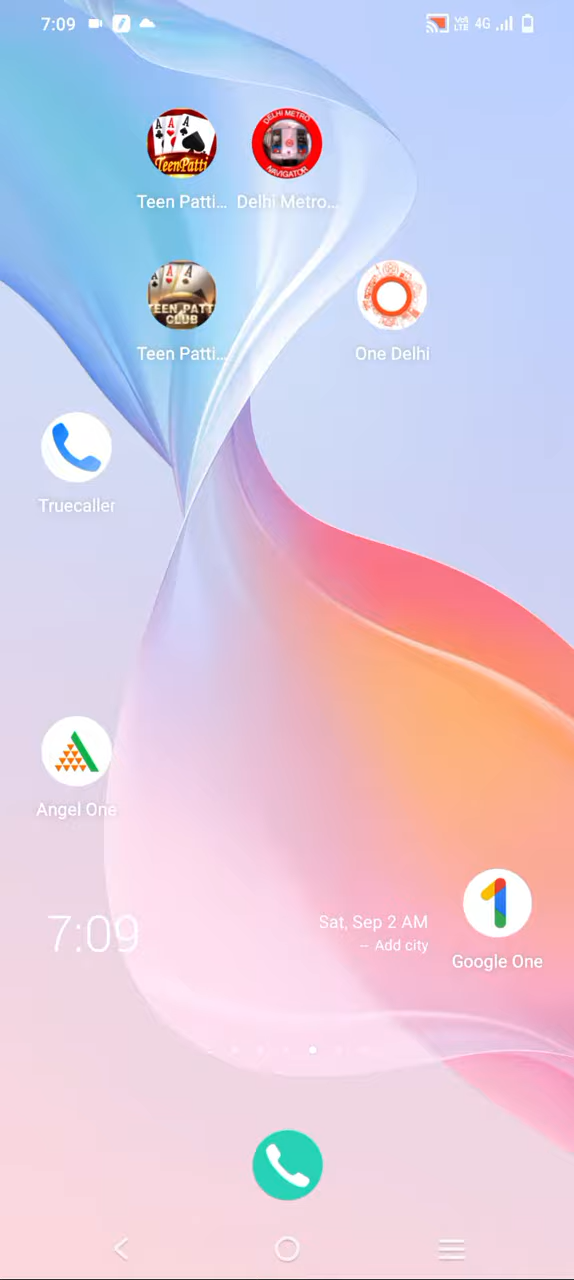 7:09
VoI
LTE
4G
A A A
TeenPatti
DELHI METRO
NAVIGATOR
Teen Patti... Delhi Metro...
A A A
TEEN PATTI
CLUB
Teen Patti...
One Delhi
Truecaller
Angel One
7:09
Sat, Sep 2 AM
-- Add city
Google One